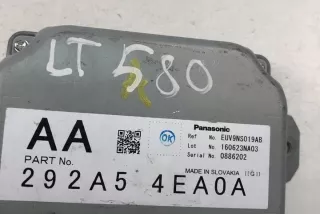 LT 580
Panasonic
Ref No. EUV9NS019AB
Lot No. 160623NA03
Serial No. 0886202
OK
AA
PART No.
MADE IN SLOVAKIA
292A5 4EA0A